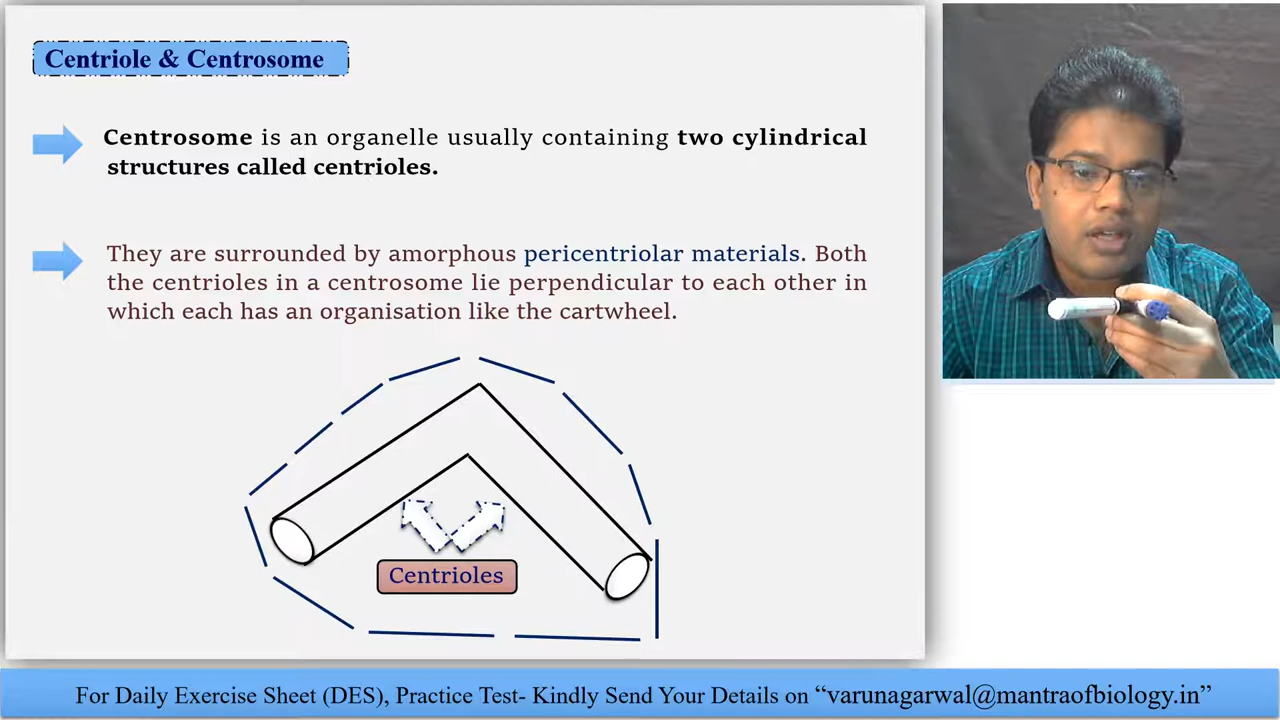 Centriole & Centrosome
Centrosome is an organelle usually containing two cylindrical
structures called centrioles.
They are surrounded by amorphous pericentriolar materials. Both
the centrioles in a centrosome lie perpendicular to each other in
which each has an organisation like the cartwheel.
Centrioles
For Daily Exercise Sheet (DES), Practice Test- Kindly Send Your Details on “varunagarwal@mantraofbiology.in”